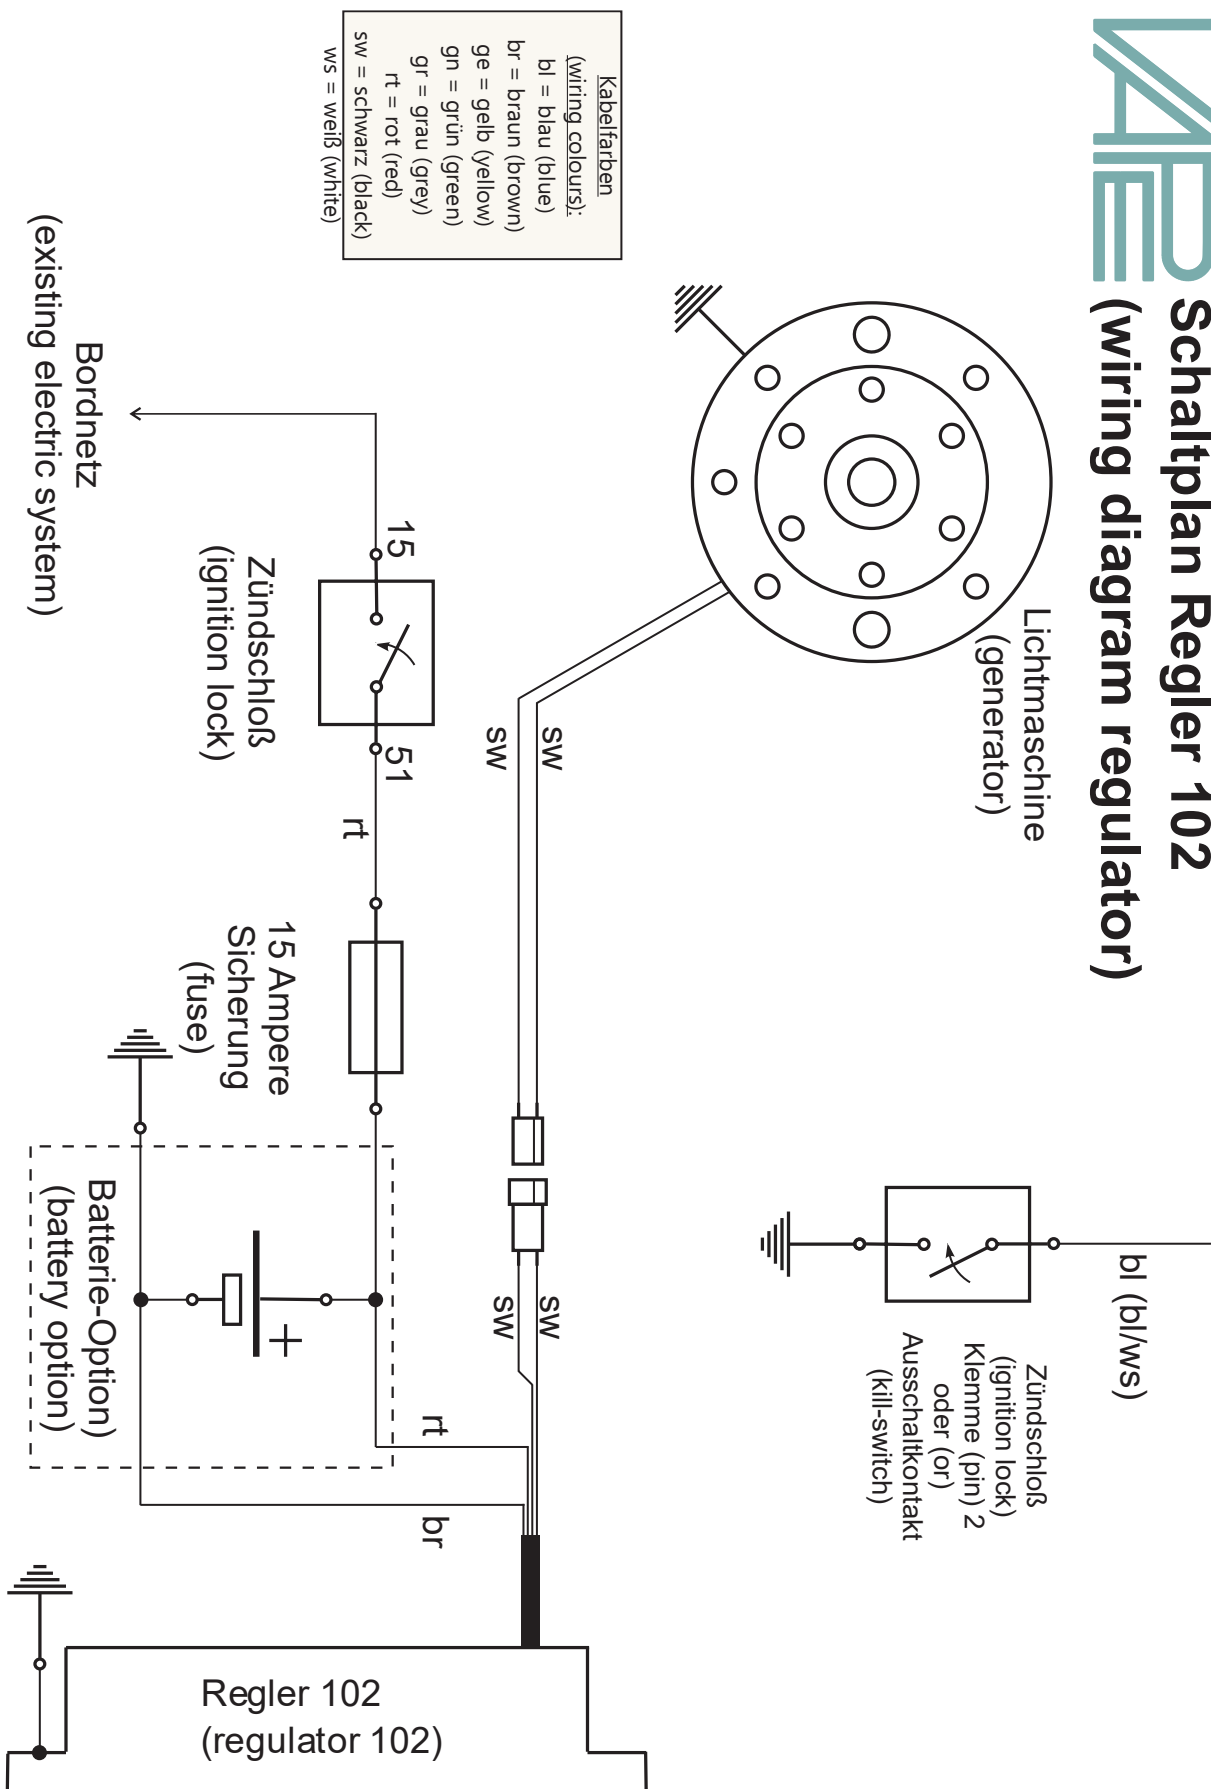 VAPE
Schaltplan Regler 102
(wiring diagram regulator)
Kabelfarben
(wiring colours):
bl = blau (blue)
br = braun (brown)
ge = gelb (yellow)
gn = grün (green)
gr = grau (grey)
rt = rot (red)
sw = schwarz (black)
ws = weiß (white)
Lichtmaschine
(generator)
sw
sw
sw
sw
bl (bl/ws)
Zündschloß
(ignition lock)
Klemme (pin) 2
oder (or)
Ausschaltkontakt
(kill-switch)
Bordnetz
(existing electric system)
15
51
Zündschloß
(ignition lock)
rt
15 Ampere
Sicherung
(fuse)
+
Batterie-Option)
(battery option)
rt
br
Regler 102
(regulator 102)